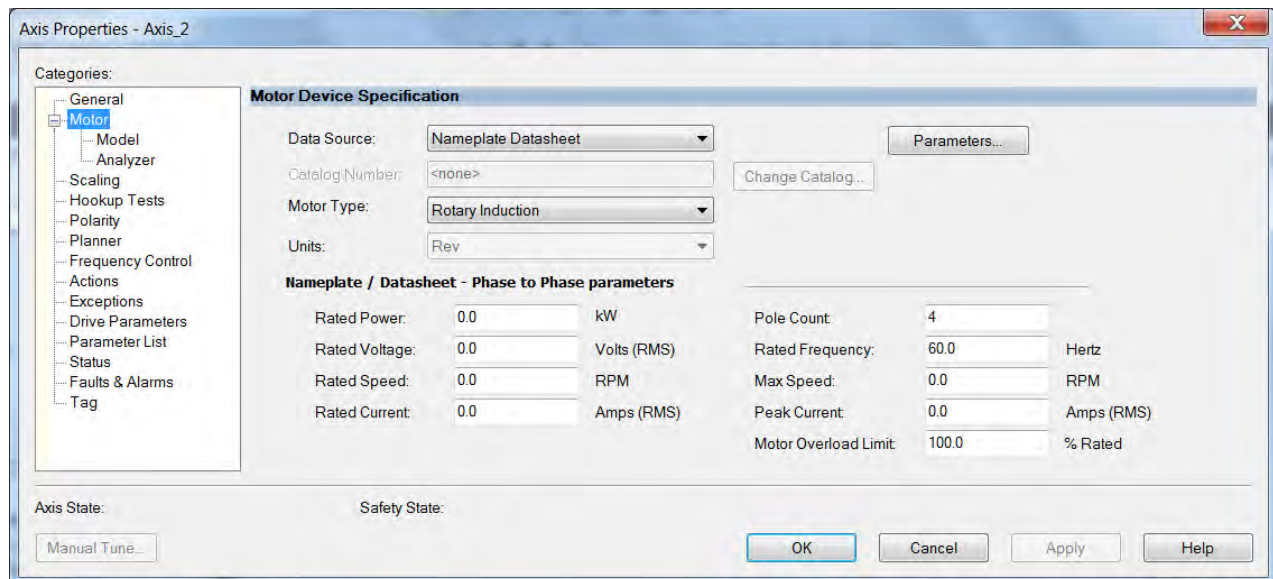 Axis Properties - Axis_2
X
Categories:
General
Motor
Model
Analyzer
Scaling
Hookup Tests
Polarity
Planner
Frequency Control
Actions
Exceptions
Drive Parameters
Parameter List
Status
Faults & Alarms
Tag
Motor Device Specification
Data Source: Nameplate Datasheet Parameters...
Catalog Number: <none> Change Catalog...
Motor Type: Rotary Induction
Units: Rev
Nameplate / Datasheet - Phase to Phase parameters
Rated Power: 0.0 kW Pole Count: 4
Rated Voltage: 0.0 Volts (RMS) Rated Frequency: 60.0 Hertz
Rated Speed: 0.0 RPM Max Speed: 0.0 RPM
Rated Current: 0.0 Amps (RMS) Peak Current: 0.0 Amps (RMS)
Motor Overload Limit: 100.0 % Rated
Axis State: Safety State:
Manual Tune... OK Cancel Apply Help